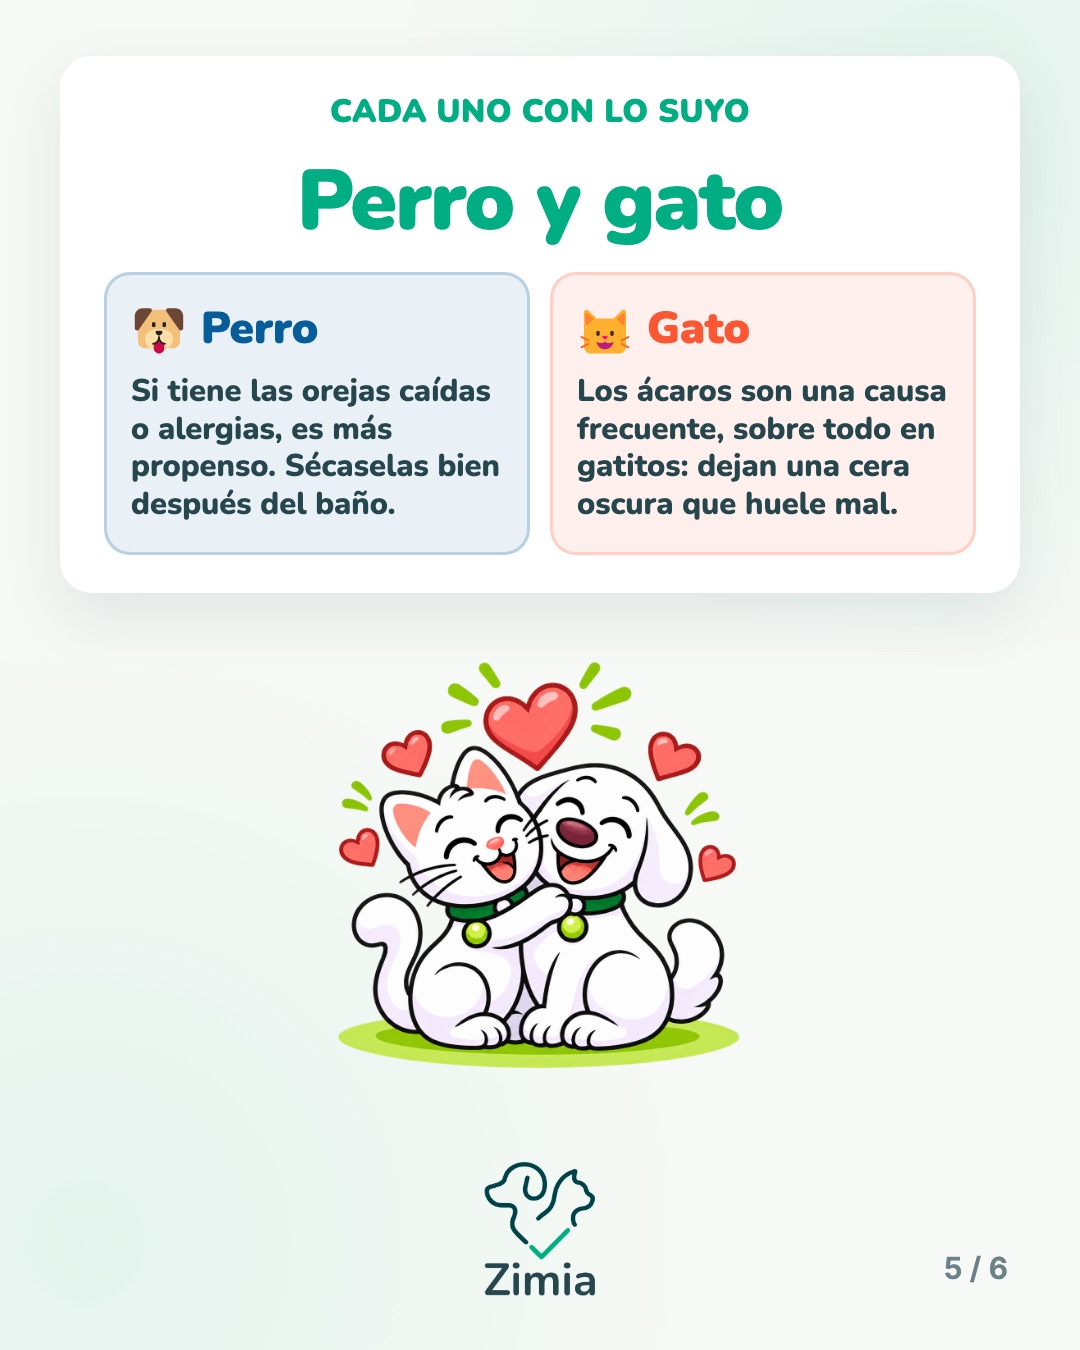 CADA UNO CON LO SUYO
Perro y gato
Perro
Si tiene las orejas caídas
o alergias, es más
propenso. Sécaselas bien
después del baño.
Gato
Los ácaros son una causa
frecuente, sobre todo en
gatitos: dejan una cera
oscura que huele mal.
Zimia
5 / 6